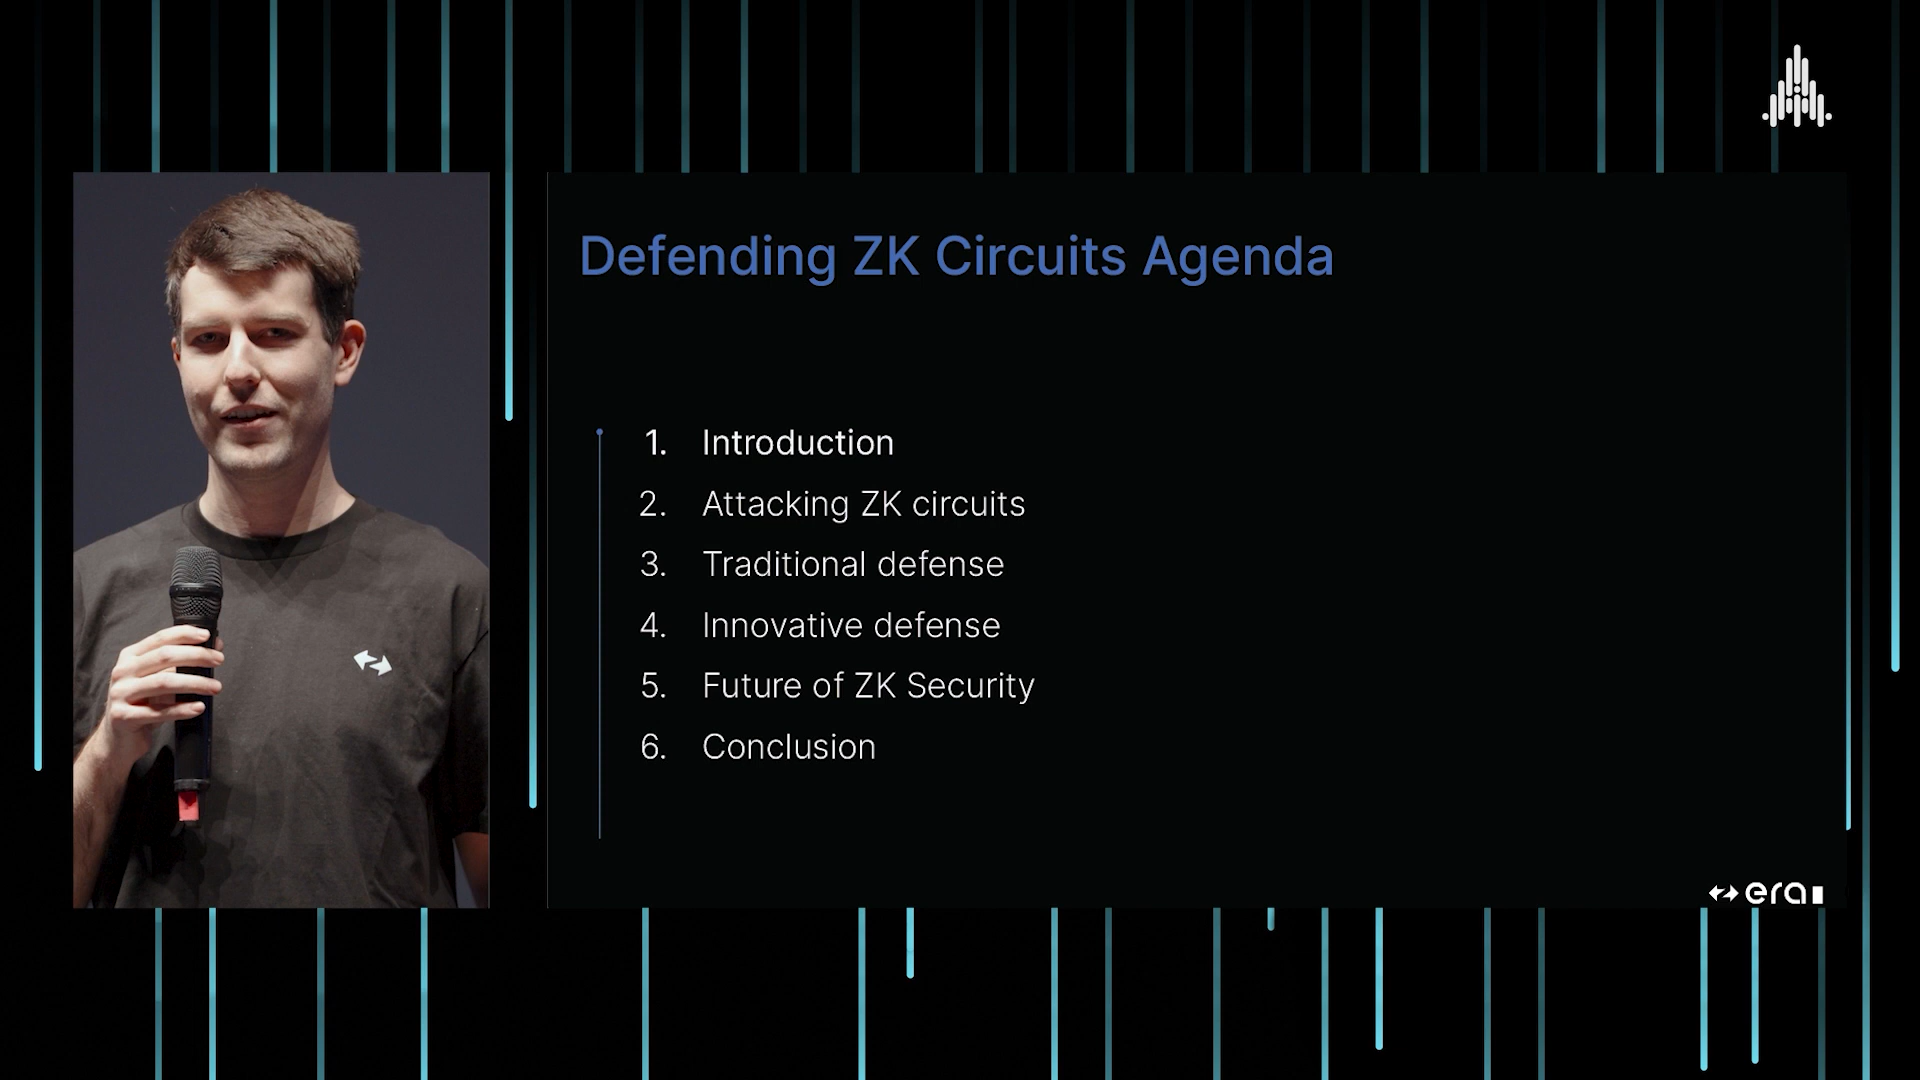 Defending ZK Circuits Agenda
1. Introduction
2. Attacking ZK circuits
3. Traditional defense
4. Innovative defense
5. Future of ZK Security
6. Conclusion
era